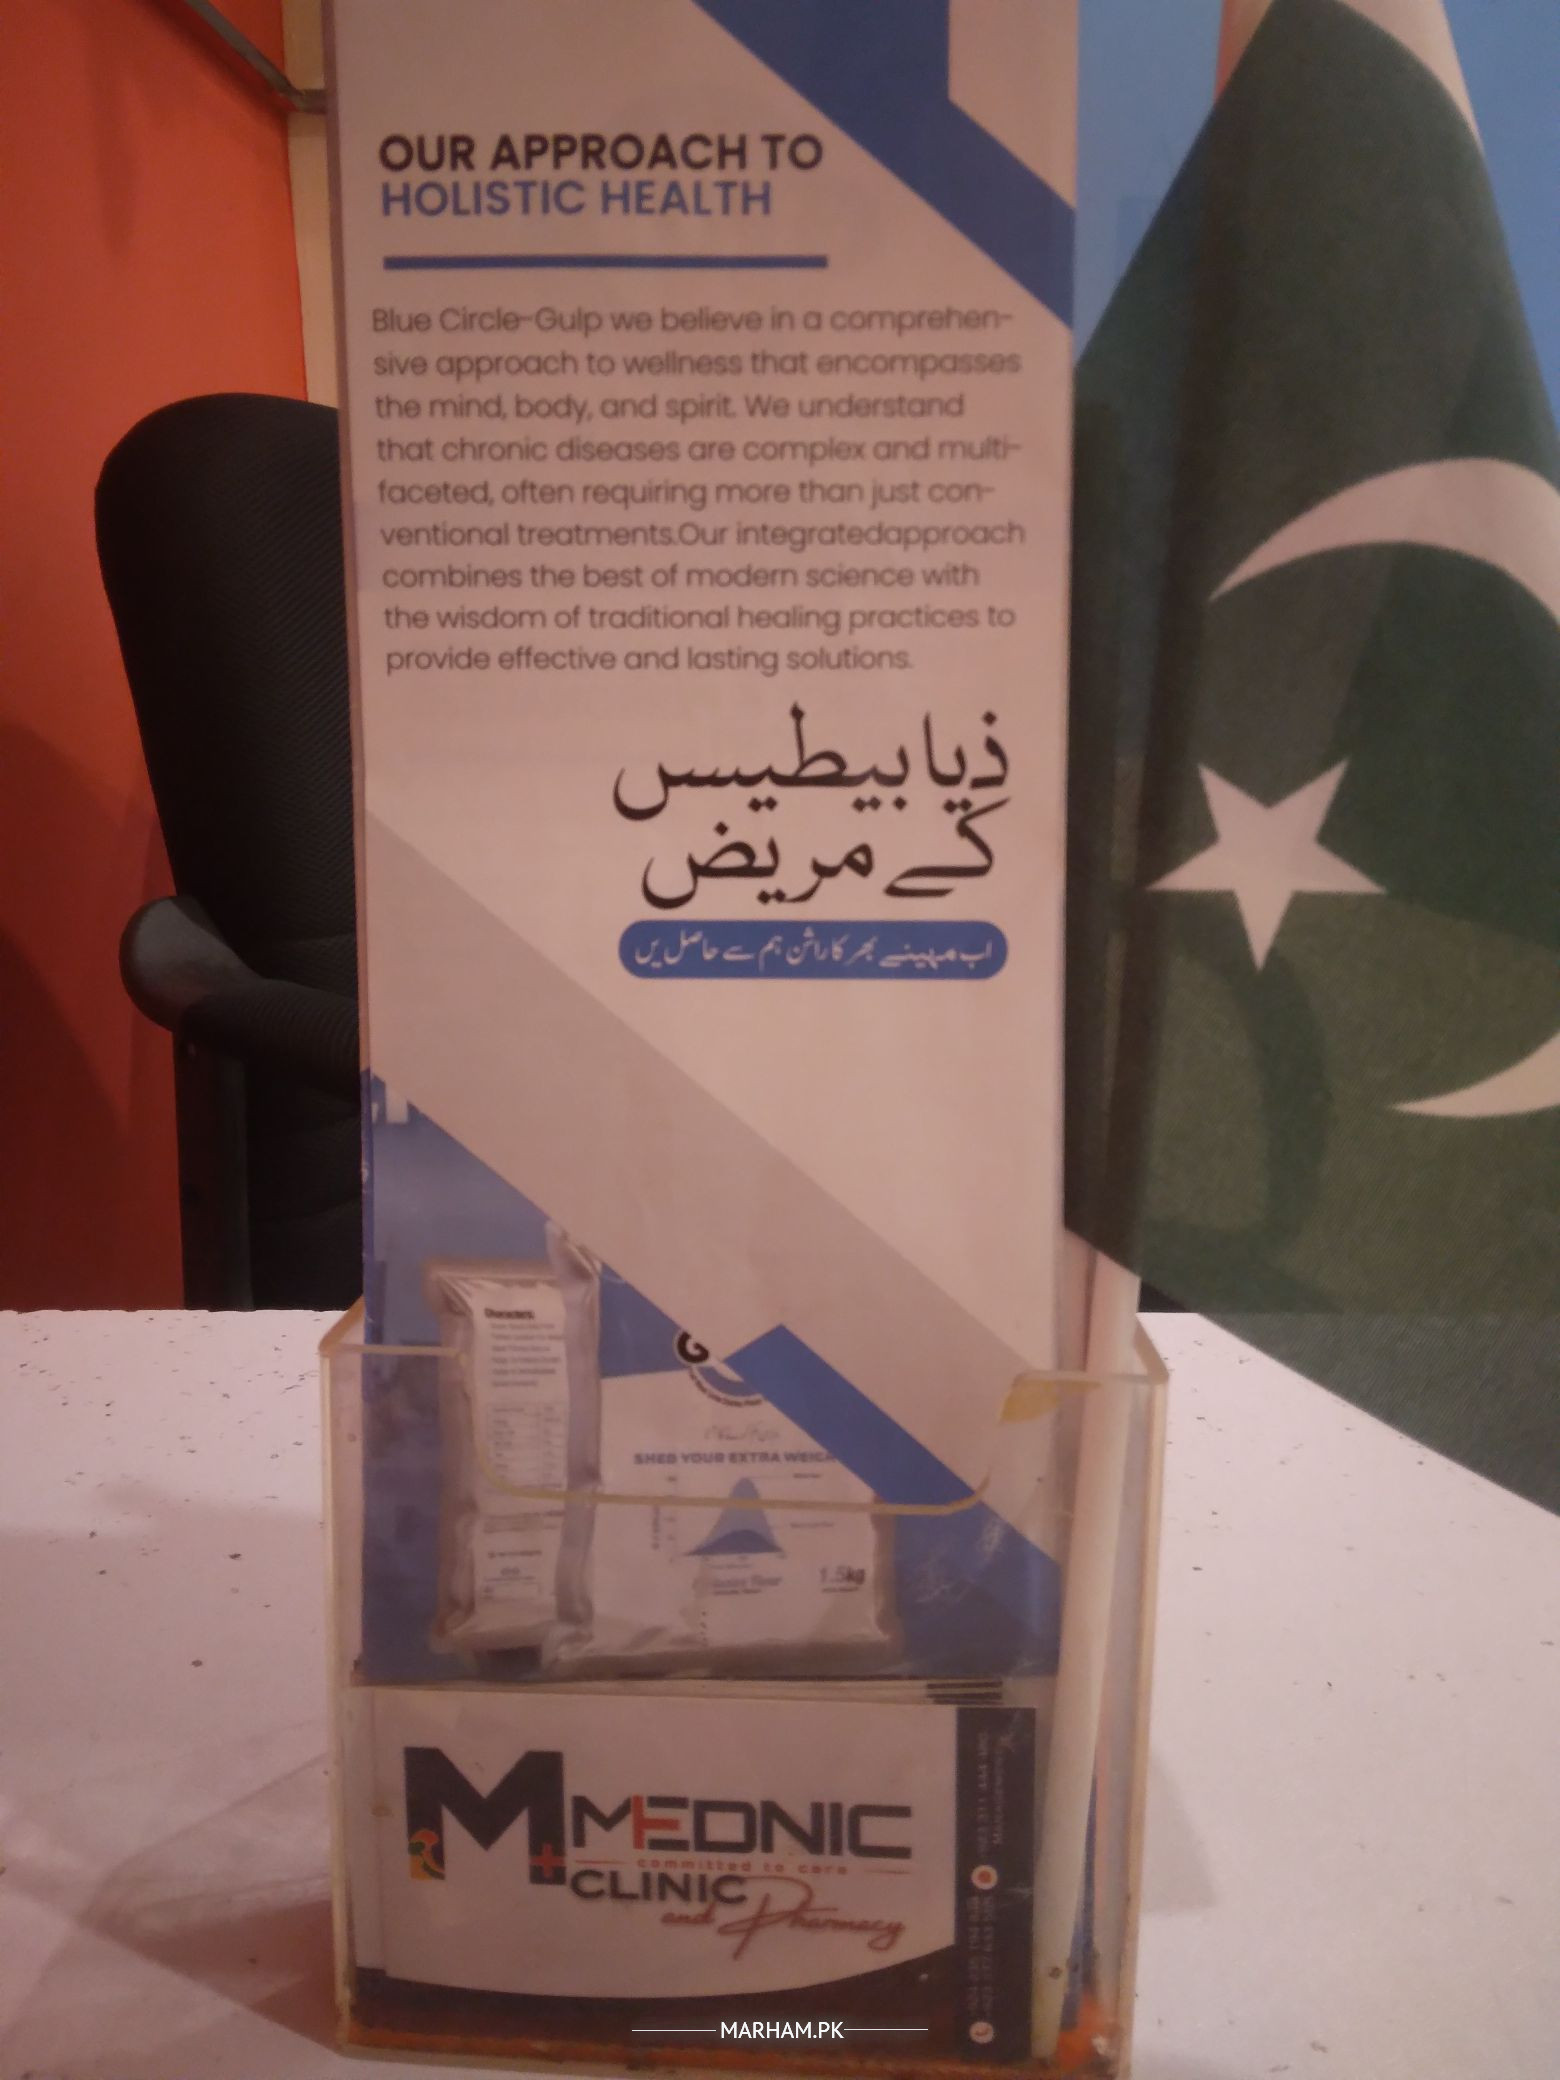 OUR APPROACH TO
HOLISTIC HEALTH
Blue Circle-Gulp we believe in a comprehen-
sive approach to wellness that encompasses
the mind, body, and spirit. We understand
that chronic diseases are complex and multi-
faceted, often requiring more than just con-
ventional treatments.Our integratedapproach
combines the best of modern science with
the wisdom of traditional healing practices to
provide effective and lasting solutions.
ذیابیطیس
کے مریض
اب مہینے بھر کا راشن ہم سے حاصل یں
G
SHED YOUR EXTRA WEIGH
1.5kg
M MEDNIC
committed to care
CLINIC
and Pharmacy
MANAGEMENT
MARHAM.PK